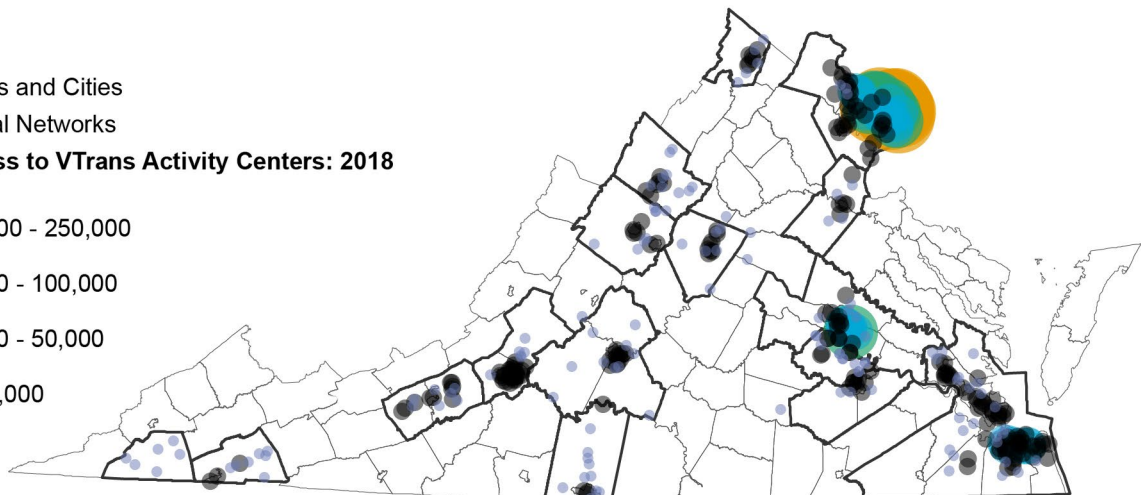 s and Cities
al Networks
ss to VTrans Activity Centers: 2018
00 - 250,000
0 - 100,000
0 - 50,000
,000